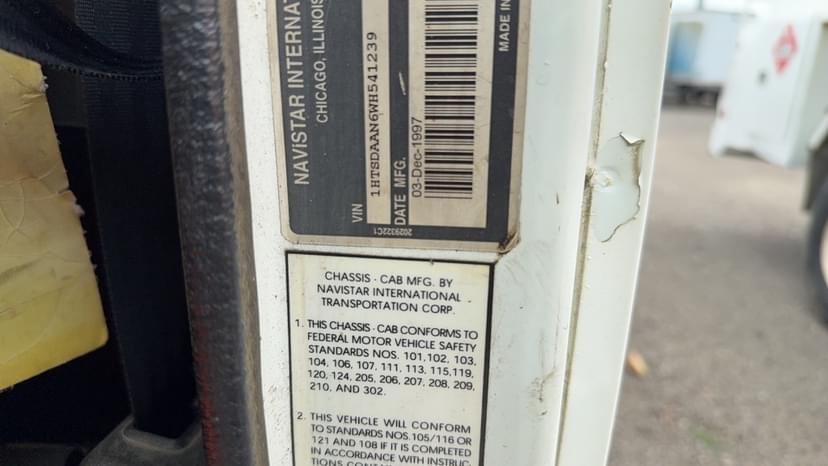 NAVISTAR INTERNAT
CHICAGO, ILLINOIS
VIN
1HTSDAAN6WH541239
DATE MFG.
03-Dec-1997
MADE IN
2029322C1
CHASSIS - CAB MFG. BY
NAVISTAR INTERNATIONAL
TRANSPORTATION CORP.
1. THIS CHASSIS - CAB CONFORMS TO
FEDERAL MOTOR VEHICLE SAFETY
STANDARDS NOS. 101, 102, 103,
104, 106, 107, 111, 113, 115, 119,
120, 124, 205, 206, 207, 208, 209,
210, AND 302.
2. THIS VEHICLE WILL CONFORM
TO STANDARDS NOS. 105/116 OR
121 AND 108 IF IT IS COMPLETED
IN ACCORDANCE WITH INSTRUC-
TIONS